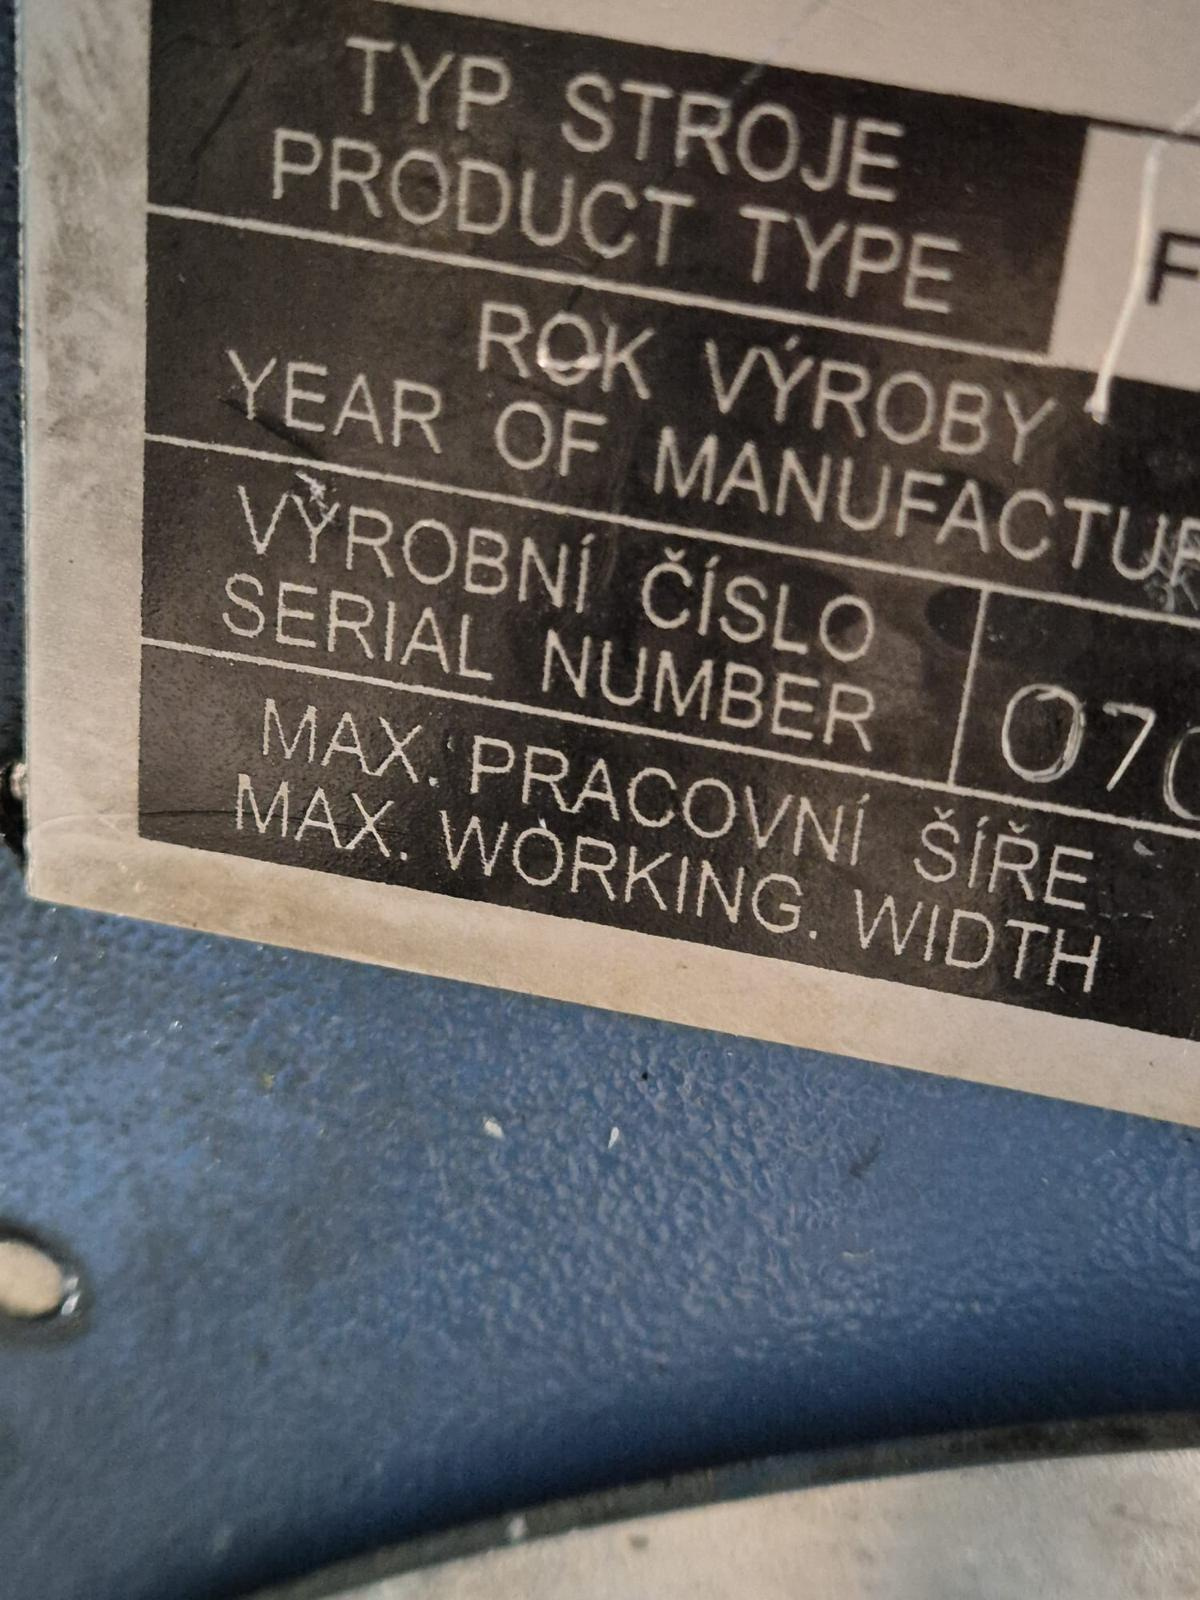 TYP STROJE
PRODUCT TYPE
F
ROK VÝROBY
YEAR OF MANUFACTUR
VÝROBNÍ ČÍSLO
SERIAL NUMBER
070
MAX. PRACOVNÍ ŠÍŘE
MAX. WORKING. WIDTH